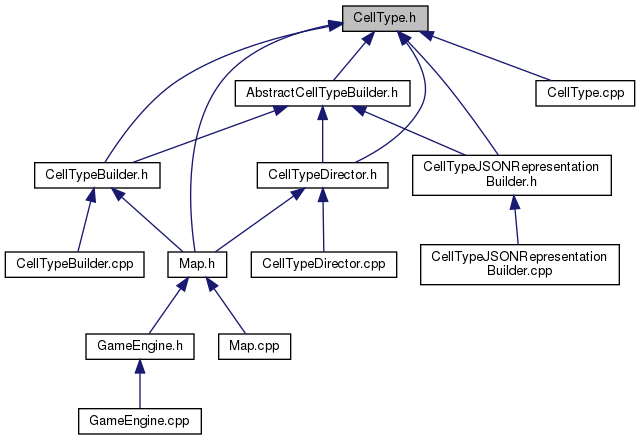 CellType.h
AbstractCellTypeBuilder.h
CellType.cpp
CellTypeBuilder.h
CellTypeDirector.h
CellTypeJSONRepresentation
Builder.h
CellTypeBuilder.cpp
Map.h
CellTypeDirector.cpp
CellTypeJSONRepresentation
Builder.cpp
GameEngine.h
Map.cpp
GameEngine.cpp